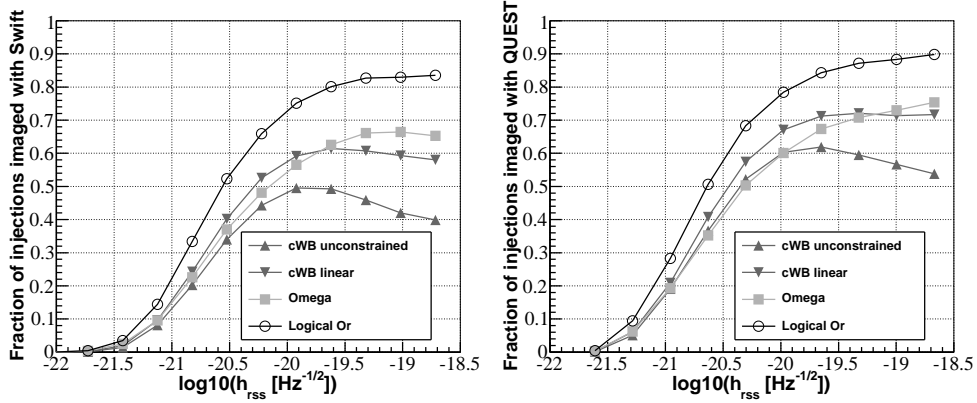 Fraction of injections imaged with Swift
1
0.9
0.8
0.7
0.6
0.5
0.4
0.3
0.2
0.1
0
cWB unconstrained
cWB linear
Omega
Logical Or
-22 -21.5 -21 -20.5 -20 -19.5 -19 -18.5
log10(h_rss [Hz^-1/2])
Fraction of injections imaged with QUEST
1
0.9
0.8
0.7
0.6
0.5
0.4
0.3
0.2
0.1
0
cWB unconstrained
cWB linear
Omega
Logical Or
-22 -21.5 -21 -20.5 -20 -19.5 -19 -18.5
log10(h_rss [Hz^-1/2])